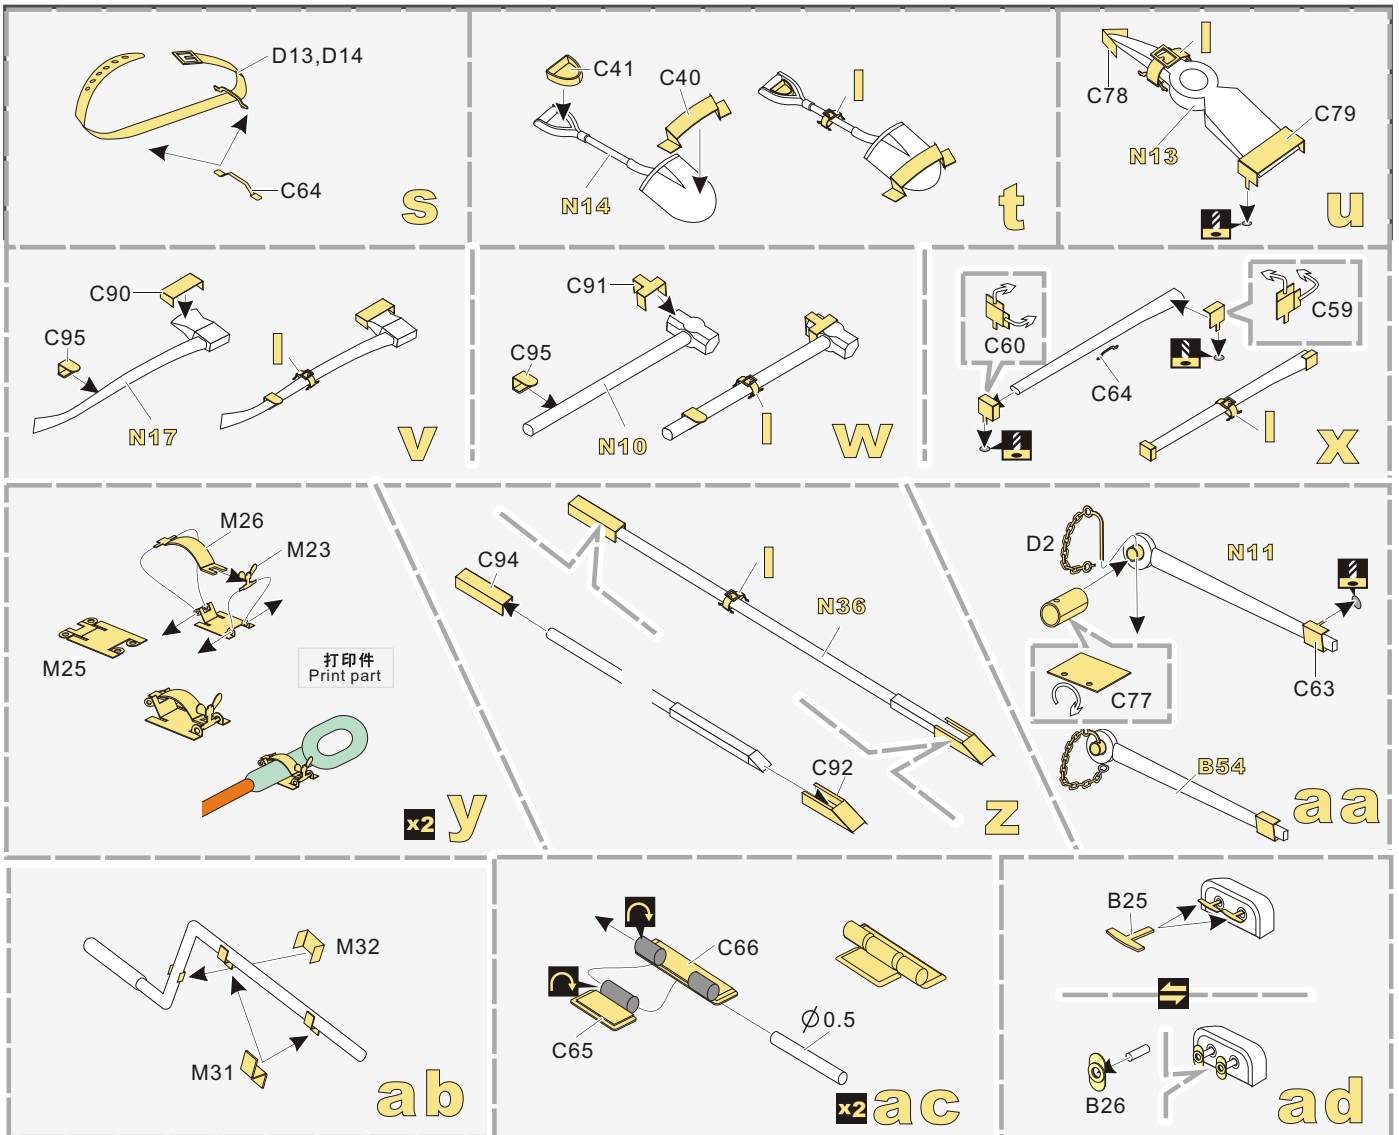 D13,D14
C64
s
C41
C40
N14
l
t
l
C78
N13
C79
u
C90
C95
N17
l
v
C91
C95
N10
l
w
C60
C59
C64
l
x
M26
M23
M25
打印件
Print part
x2
y
C94
l
N36
C92
z
D2
N11
C77
C63
B54
aa
M32
M31
ab
C66
C65
Ø0.5
x2
ac
B25
B26
ad